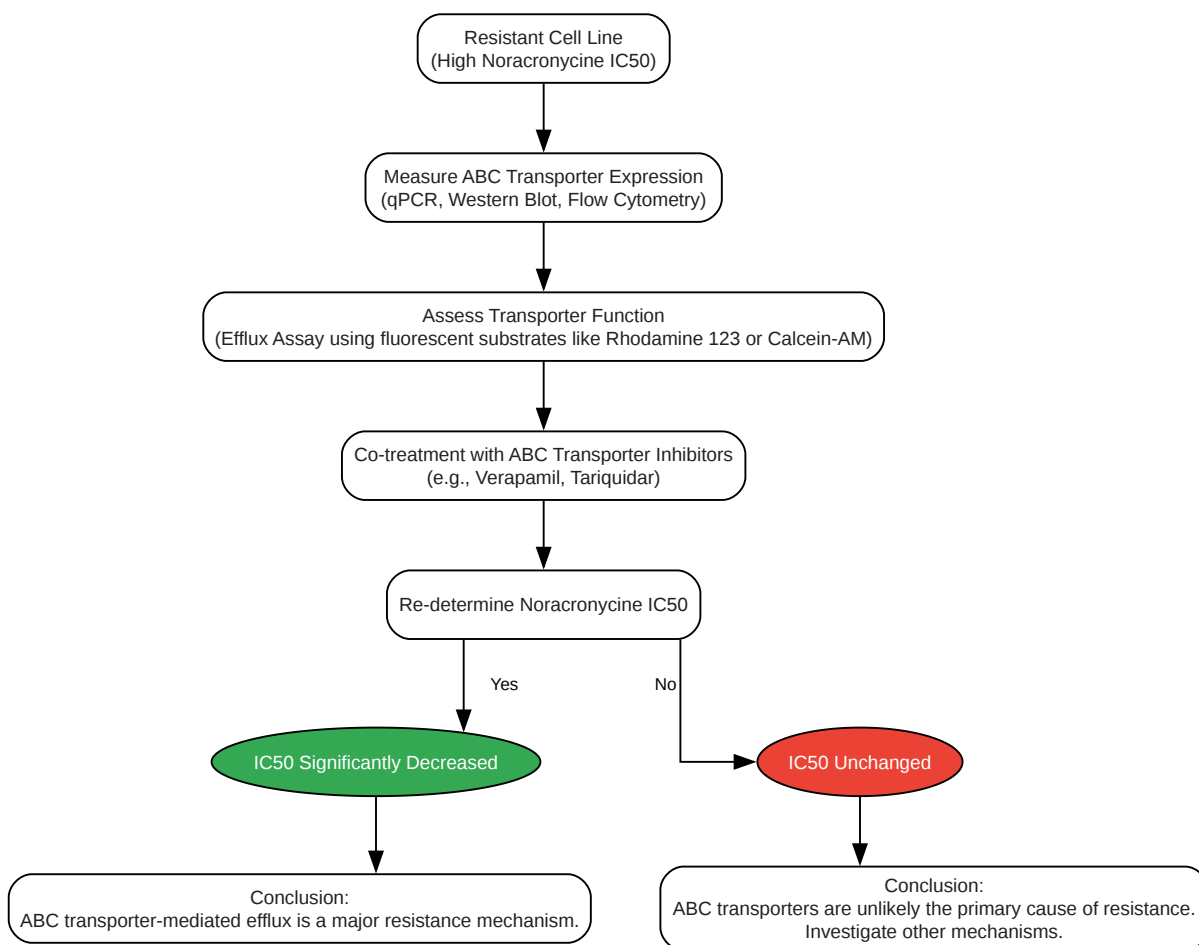 Resistant Cell Line
(High Noracronycine IC50)
Measure ABC Transporter Expression
(qPCR, Western Blot, Flow Cytometry)
Assess Transporter Function
(Efflux Assay using fluorescent substrates like Rhodamine 123 or Calcein-AM)
Co-treatment with ABC Transporter Inhibitors
(e.g., Verapamil, Tariquidar)
Re-determine Noracronycine IC50
Yes
No
IC50 Significantly Decreased
IC50 Unchanged
Conclusion:
ABC transporter-mediated efflux is a major resistance mechanism.
Conclusion:
ABC transporters are unlikely the primary cause of resistance.
Investigate other mechanisms.